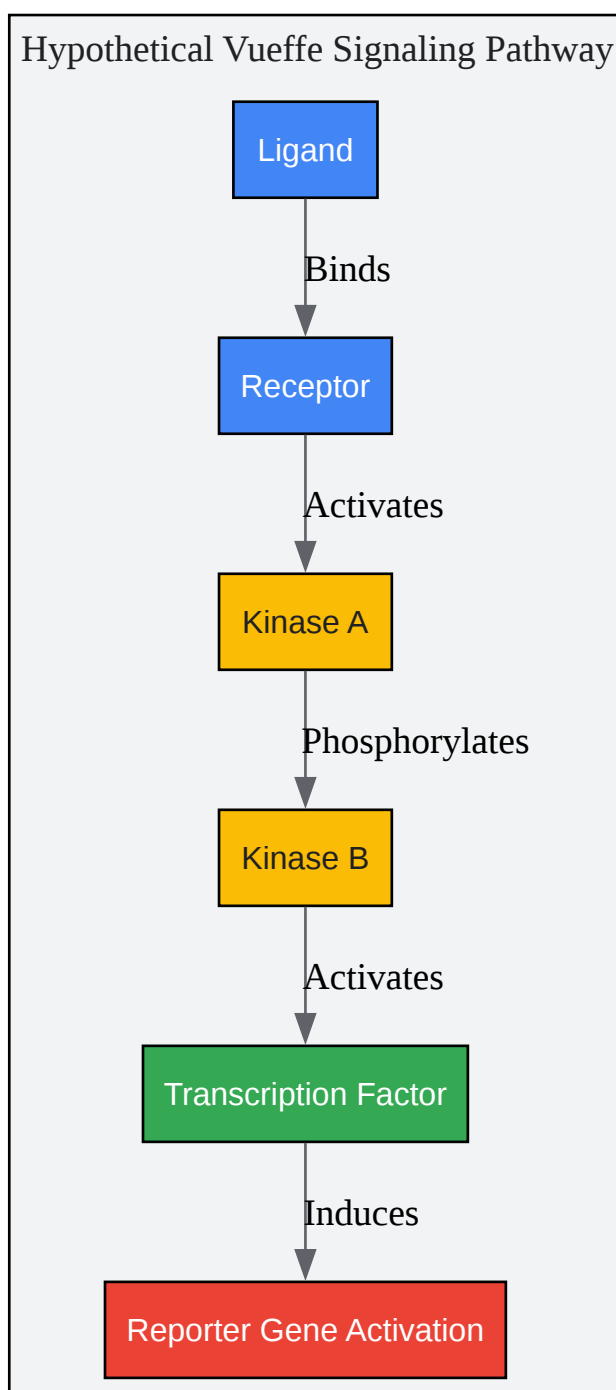 Hypothetical Vueffe Signaling Pathway
Ligand
Binds
Receptor
Activates
Kinase A
Phosphorylates
Kinase B
Activates
Transcription Factor
Induces
Reporter Gene Activation